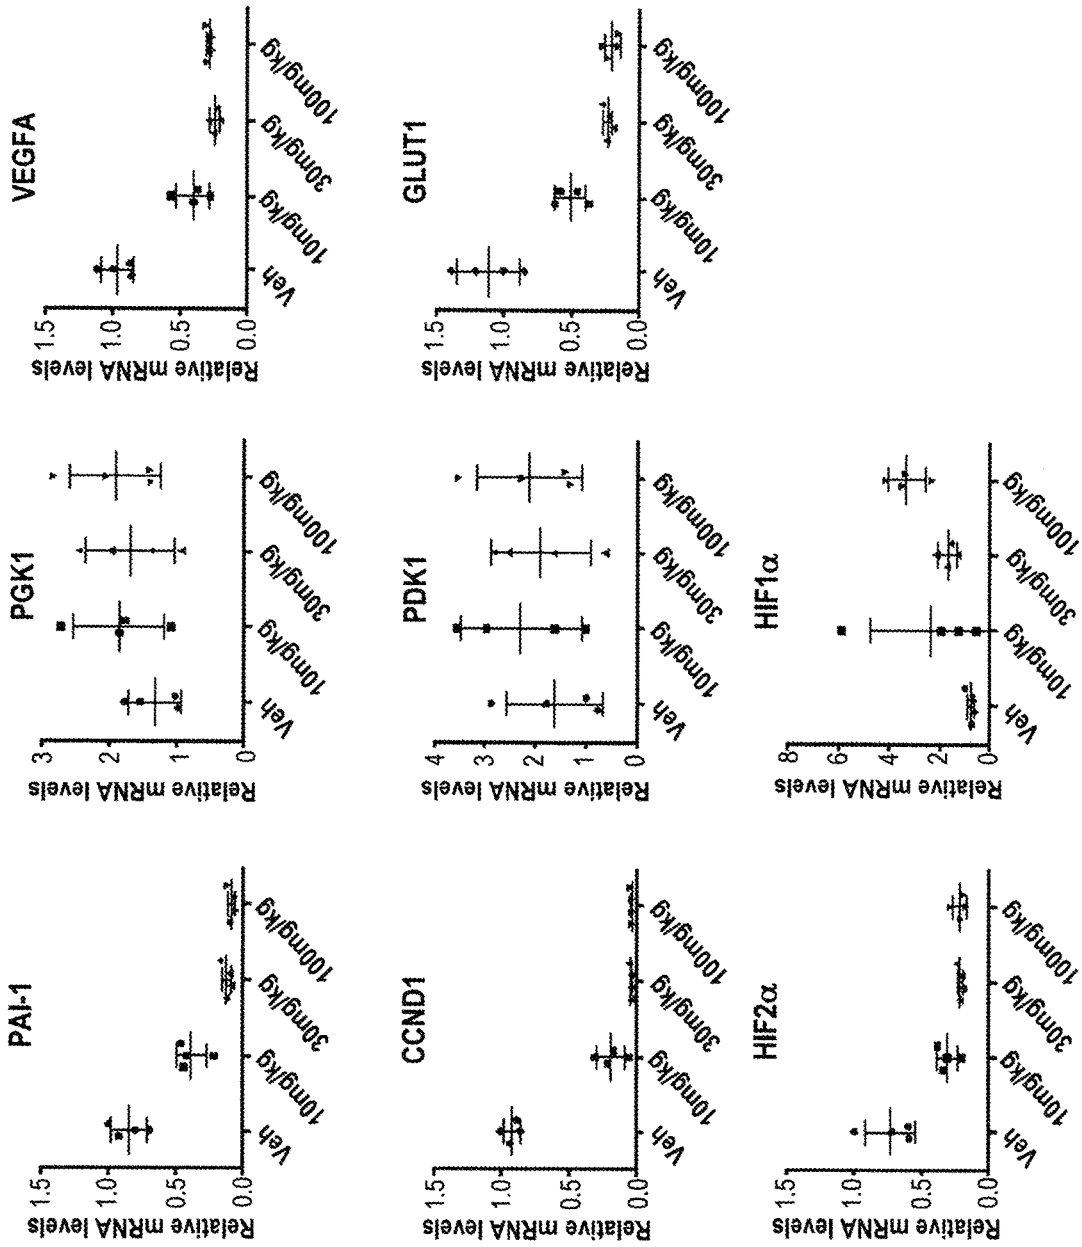 PAI-1
Relative mRNA levels
1.5
1.0
0.5
0.0
Veh
10mg/kg
30mg/kg
100mg/kg
PGK1
Relative mRNA levels
3
2
1
0
Veh
10mg/kg
30mg/kg
100mg/kg
VEGFA
Relative mRNA levels
1.5
1.0
0.5
0.0
Veh
10mg/kg
30mg/kg
100mg/kg
CCND1
Relative mRNA levels
1.5
1.0
0.5
0.0
Veh
10mg/kg
30mg/kg
100mg/kg
PDK1
Relative mRNA levels
4
3
2
1
0
Veh
10mg/kg
30mg/kg
100mg/kg
GLUT1
Relative mRNA levels
1.5
1.0
0.5
0.0
Veh
10mg/kg
30mg/kg
100mg/kg
HIF2α
Relative mRNA levels
1.5
1.0
0.5
0.0
Veh
10mg/kg
30mg/kg
100mg/kg
HIF1α
Relative mRNA levels
8
6
4
2
0
Veh
10mg/kg
30mg/kg
100mg/kg